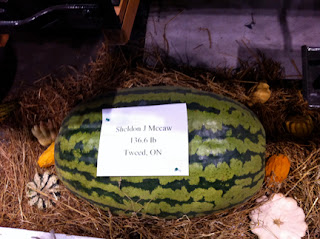 Sheldon J Mccaw
136.6 lb
Tweed, ON